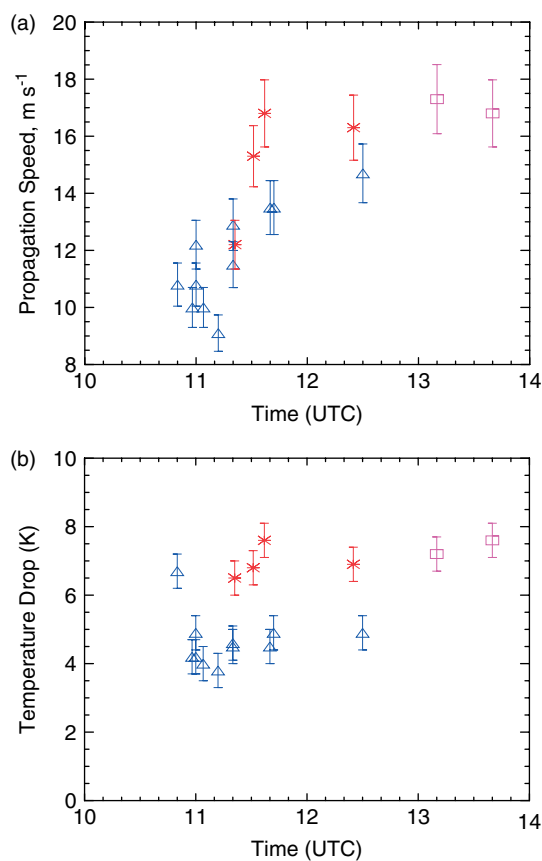 (a)
20
18
16
14
12
10
8
Propagation Speed, m s⁻¹
10 11 12 13 14
Time (UTC)
(b)
10
8
6
4
2
0
Temperature Drop (K)
10 11 12 13 14
Time (UTC)